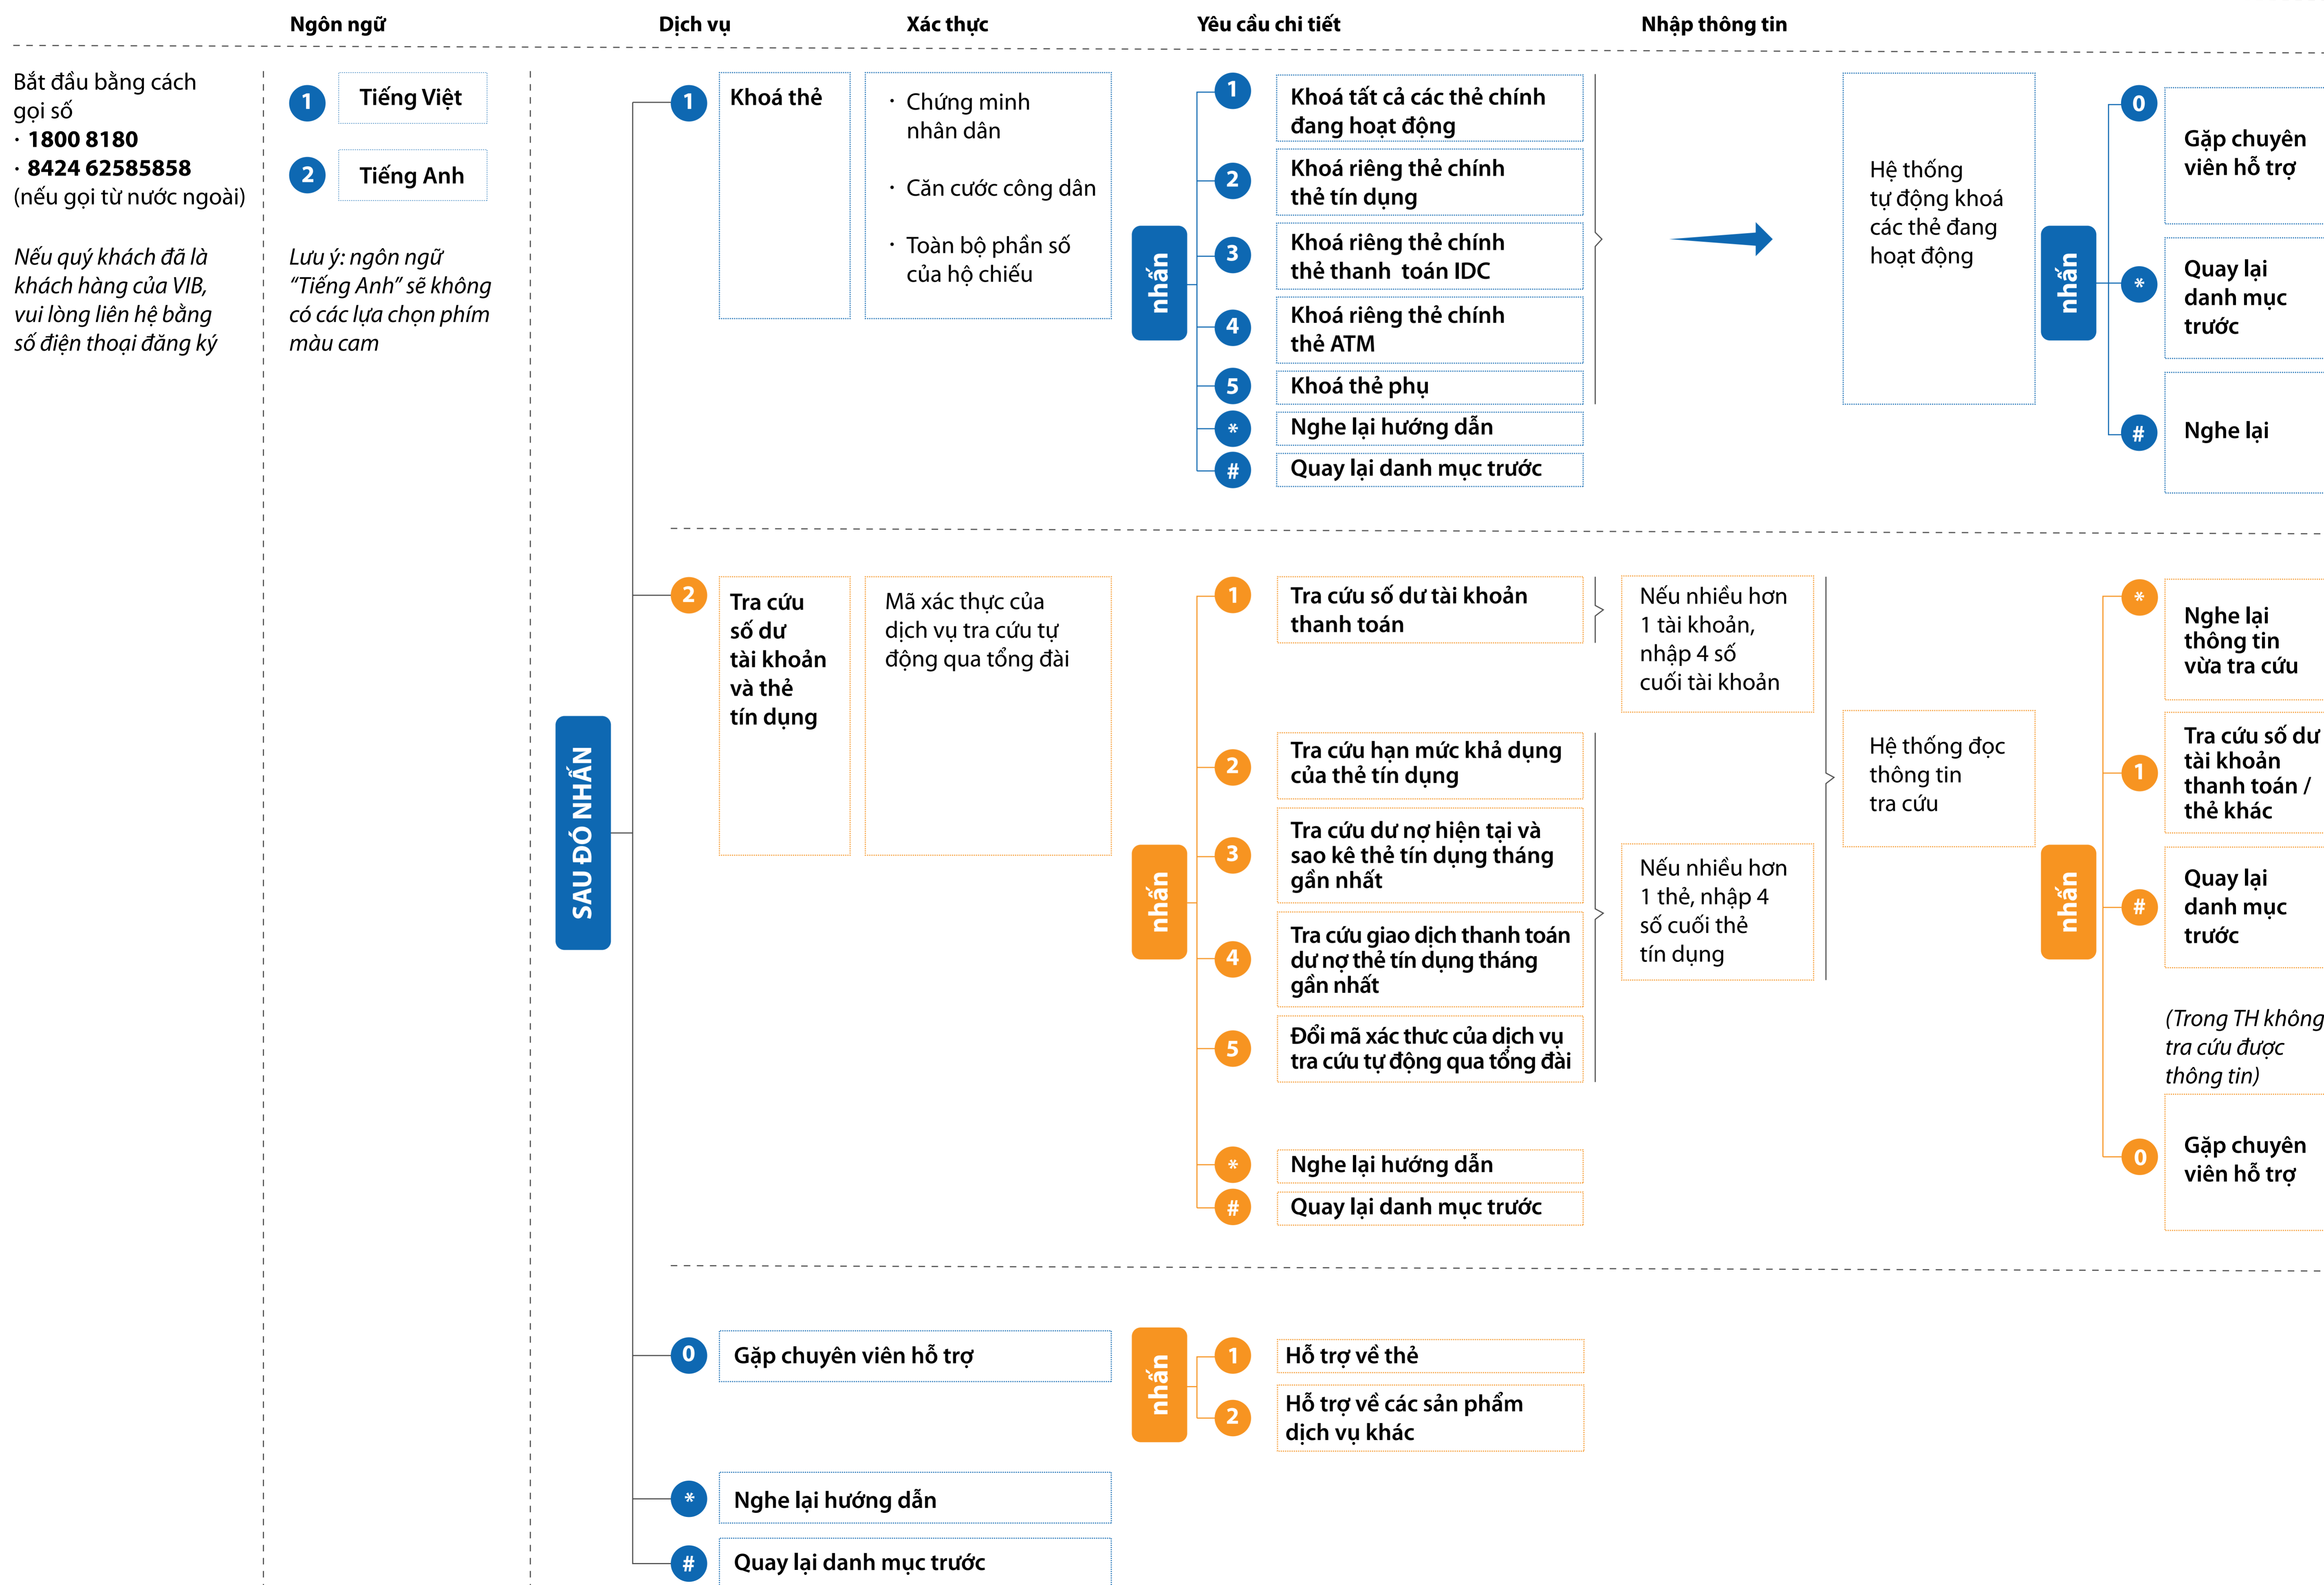 Ngôn ngữ
Dịch vụ
Xác thực
Yêu cầu chi tiết
Nhập thông tin
Bắt đầu bằng cách
gọi số
· 1800 8180
· 8424 62585858
(nếu gọi từ nước ngoài)
Nếu quý khách đã là
khách hàng của VIB,
vui lòng liên hệ bằng
số điện thoại đăng ký
1
Tiếng Việt
2
Tiếng Anh
Lưu ý: ngôn ngữ
“Tiếng Anh” sẽ không
có các lựa chọn phím
màu cam
SAU ĐÓ NHẤN
1
Khoá thẻ
· Chứng minh
nhân dân
· Căn cước công dân
· Toàn bộ phần số
của hộ chiếu
nhấn
1
Khoá tất cả các thẻ chính
đang hoạt động
2
Khoá riêng thẻ chính
thẻ tín dụng
3
Khoá riêng thẻ chính
thẻ thanh toán IDC
4
Khoá riêng thẻ chính
thẻ ATM
5
Khoá thẻ phụ
*
Nghe lại hướng dẫn
#
Quay lại danh mục trước
Hệ thống
tự động khoá
các thẻ đang
hoạt động
nhấn
0
Gặp chuyên
viên hỗ trợ
*
Quay lại
danh mục
trước
#
Nghe lại
2
Tra cứu
số dư
tài khoản
và thẻ
tín dụng
Mã xác thực của
dịch vụ tra cứu tự
động qua tổng đài
nhấn
1
Tra cứu số dư tài khoản
thanh toán
2
Tra cứu hạn mức khả dụng
của thẻ tín dụng
3
Tra cứu dư nợ hiện tại và
sao kê thẻ tín dụng tháng
gần nhất
4
Tra cứu giao dịch thanh toán
dư nợ thẻ tín dụng tháng
gần nhất
5
Đổi mã xác thưc của dịch vụ
tra cứu tự động qua tổng đài
*
Nghe lại hướng dẫn
#
Quay lại danh mục trước
Nếu nhiều hơn
1 tài khoản,
nhập 4 số
cuối tài khoản
Nếu nhiều hơn
1 thẻ, nhập 4
số cuối thẻ
tín dụng
Hệ thống đọc
thông tin
tra cứu
nhấn
*
Nghe lại
thông tin
vừa tra cứu
1
Tra cứu số dư
tài khoản
thanh toán /
thẻ khác
#
Quay lại
danh mục
trước
(Trong TH không
tra cứu được
thông tin)
0
Gặp chuyên
viên hỗ trợ
0
Gặp chuyên viên hỗ trợ
nhấn
1
Hỗ trợ về thẻ
2
Hỗ trợ về các sản phẩm
dịch vụ khác
*
Nghe lại hướng dẫn
#
Quay lại danh mục trước